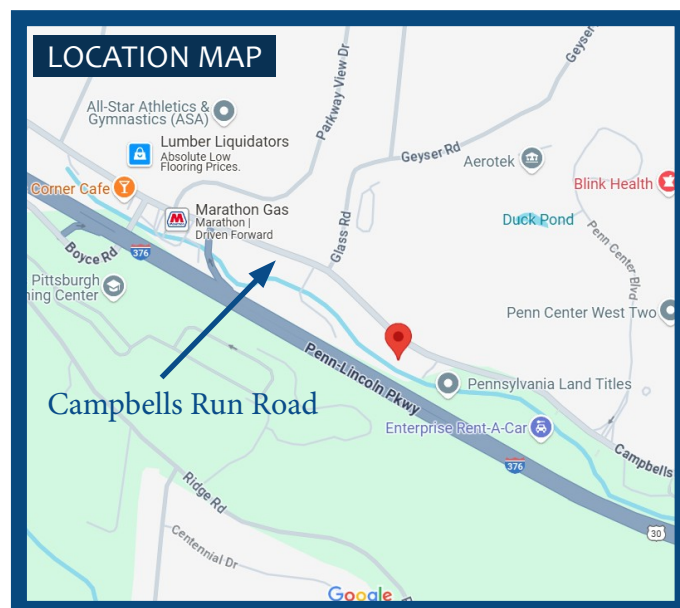 LOCATION MAP
Geyser
Parkway View Dr
All-Star Athletics &
Gymnastics (ASA)
Lumber Liquidators
Absolute Low
Flooring Prices.
Geyser Rd
Aerotek
Corner Cafe
Blink Health
Marathon Gas
Marathon |
Driven Forward
Glass Rd
Duck Pond
Penn Center Blvd
Boyce Rd
376
Pittsburgh
ning Center
Penn Center West Two
Penn-Lincoln Pkwy
Campbells Run Road
Pennsylvania Land Titles
Enterprise Rent-A-Car
Campbells
376
Ridge Rd
30
Centennial Dr
Google